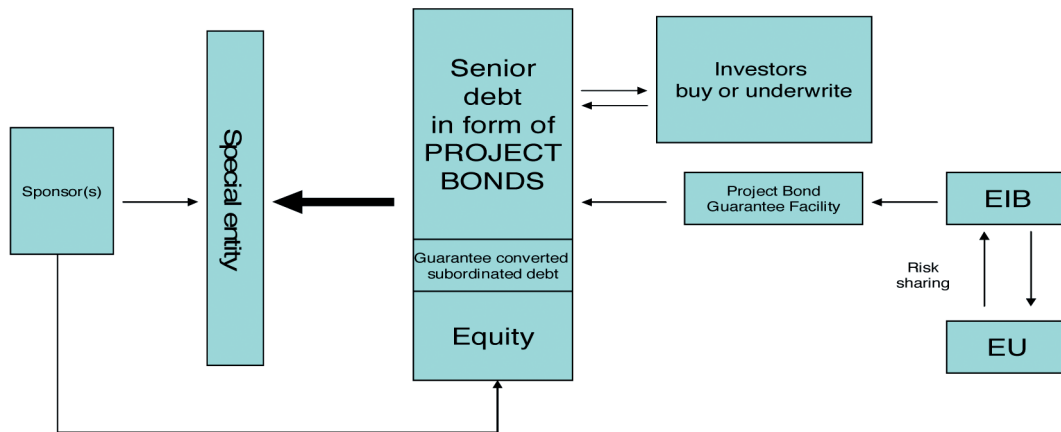 Sponsor(s)
Special entity
Senior
debt
in form of
PROJECT
BONDS
Guarantee converted
subordinated debt
Equity
Investors
buy or underwrite
Project Bond
Guarantee Facility
EIB
Risk
sharing
EU